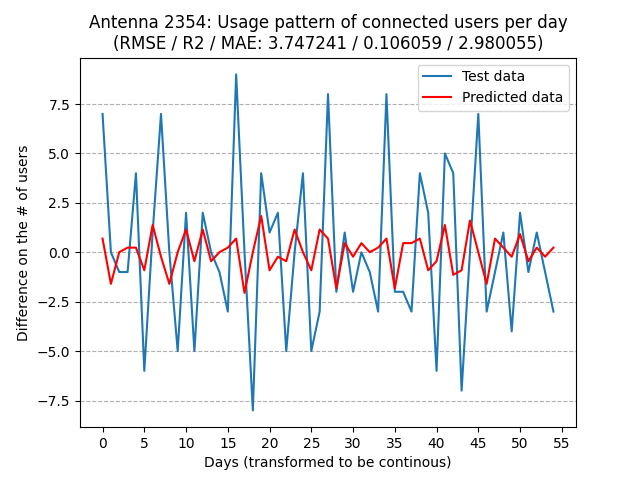 Antenna 2354: Usage pattern of connected users per day
(RMSE / R2 / MAE: 3.747241 / 0.106059 / 2.980055)
Test data
Predicted data
Difference on the # of users
7.5
5.0
2.5
0.0
−2.5
−5.0
−7.5
0 5 10 15 20 25 30 35 40 45 50 55
Days (transformed to be continous)